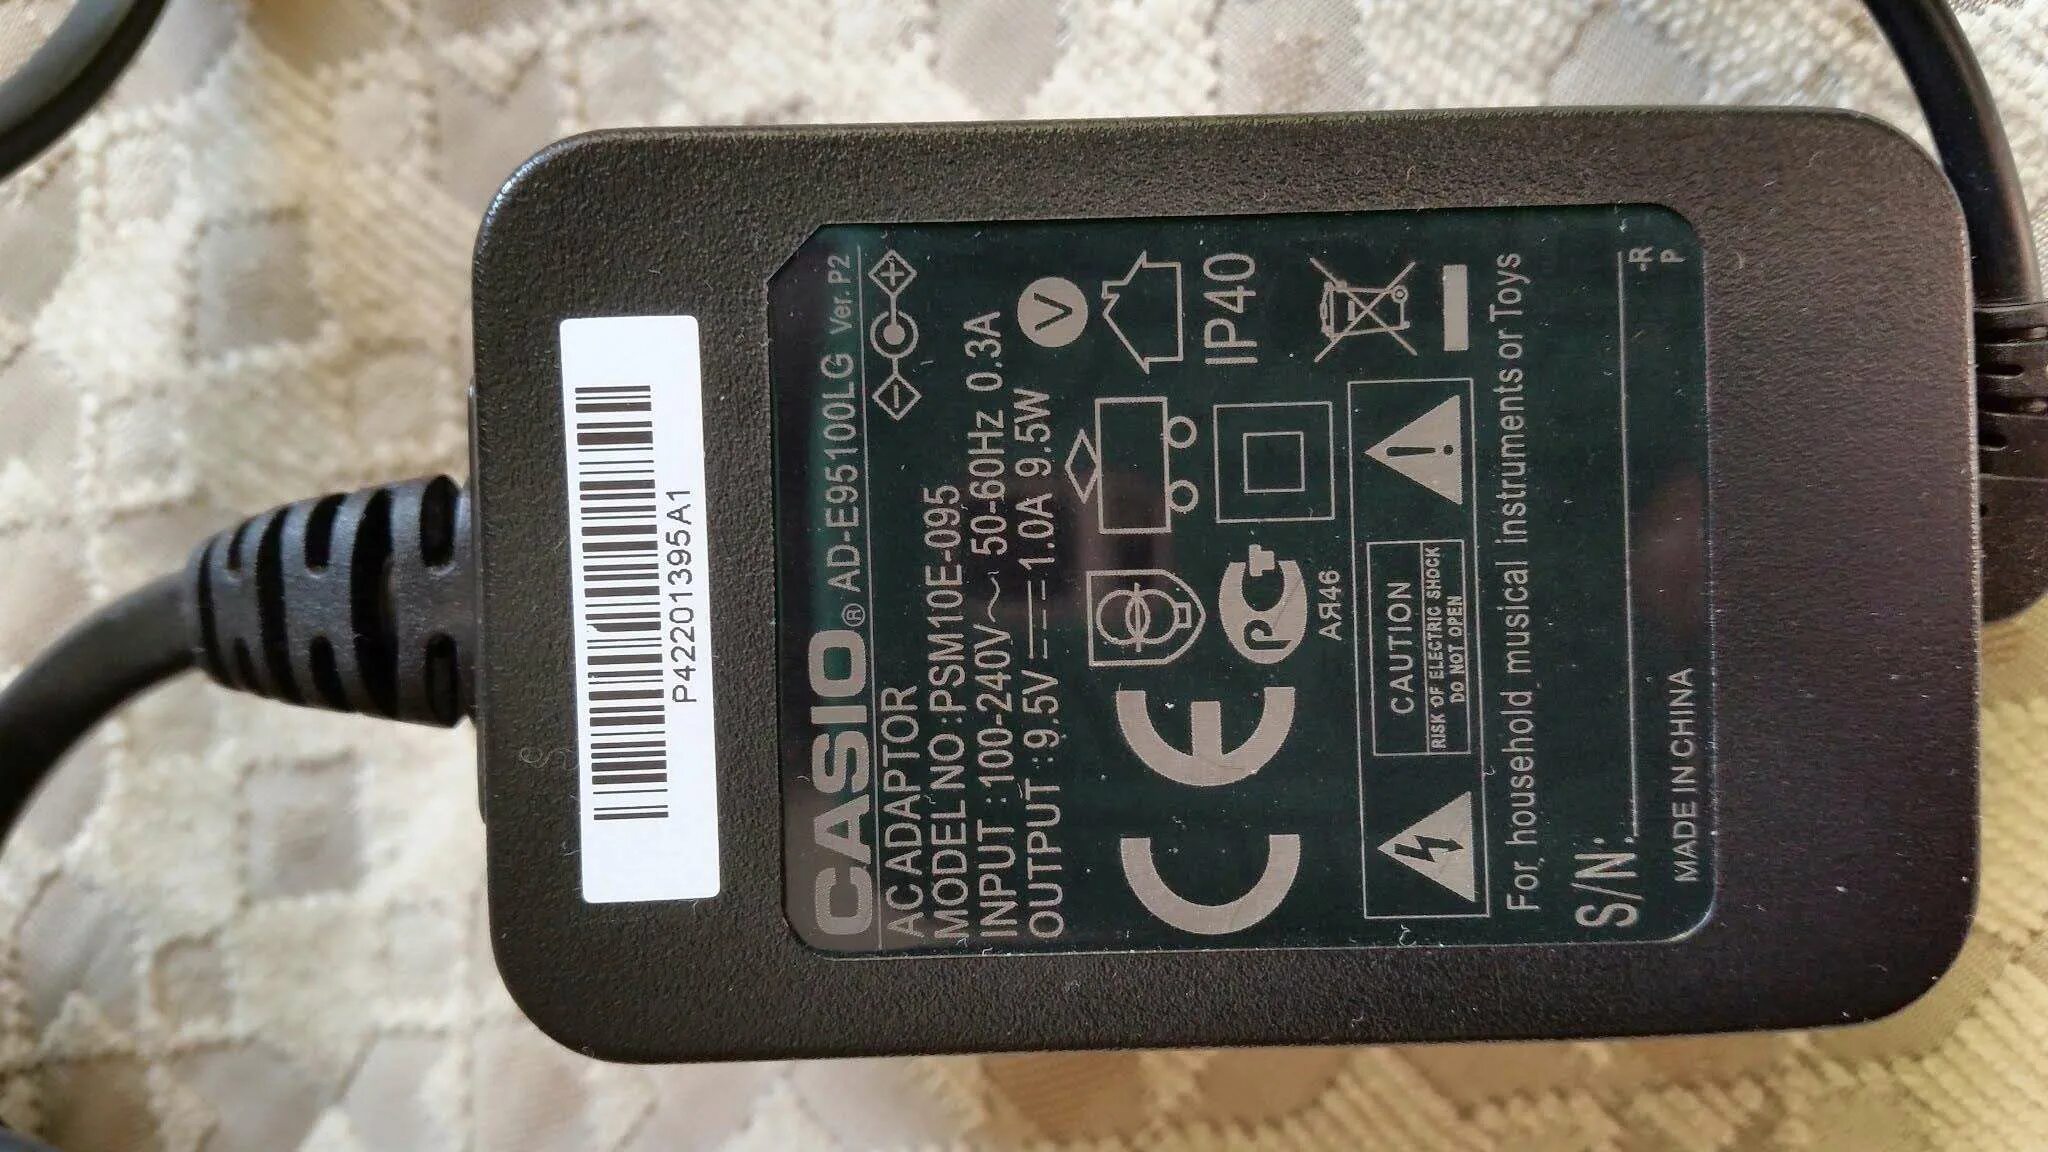 P42201395A1
CASIO® AD-E95100LG Ver. P2
AC ADAPTOR
MODEL NO :PSM10E-095
INPUT :100-240V~ 50-60Hz 0.3A
OUTPUT :9.5V⎓1.0A 9.5W
- +
V
CE
PC
АЯ46
IP40
CAUTION
RISK OF ELECTRIC SHOCK
DO NOT OPEN
For household musical instruments or Toys
S/N:
-R
P
MADE IN CHINA